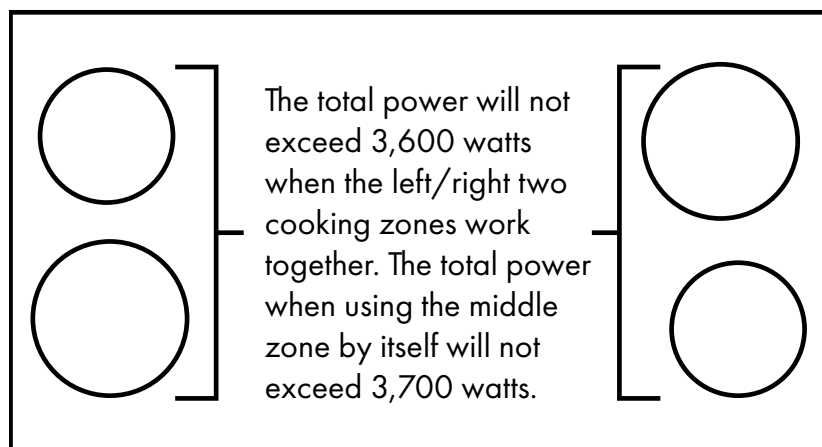 The total power will not
exceed 3,600 watts
when the left/right two
cooking zones work
together. The total power
when using the middle
zone by itself will not
exceed 3,700 watts.